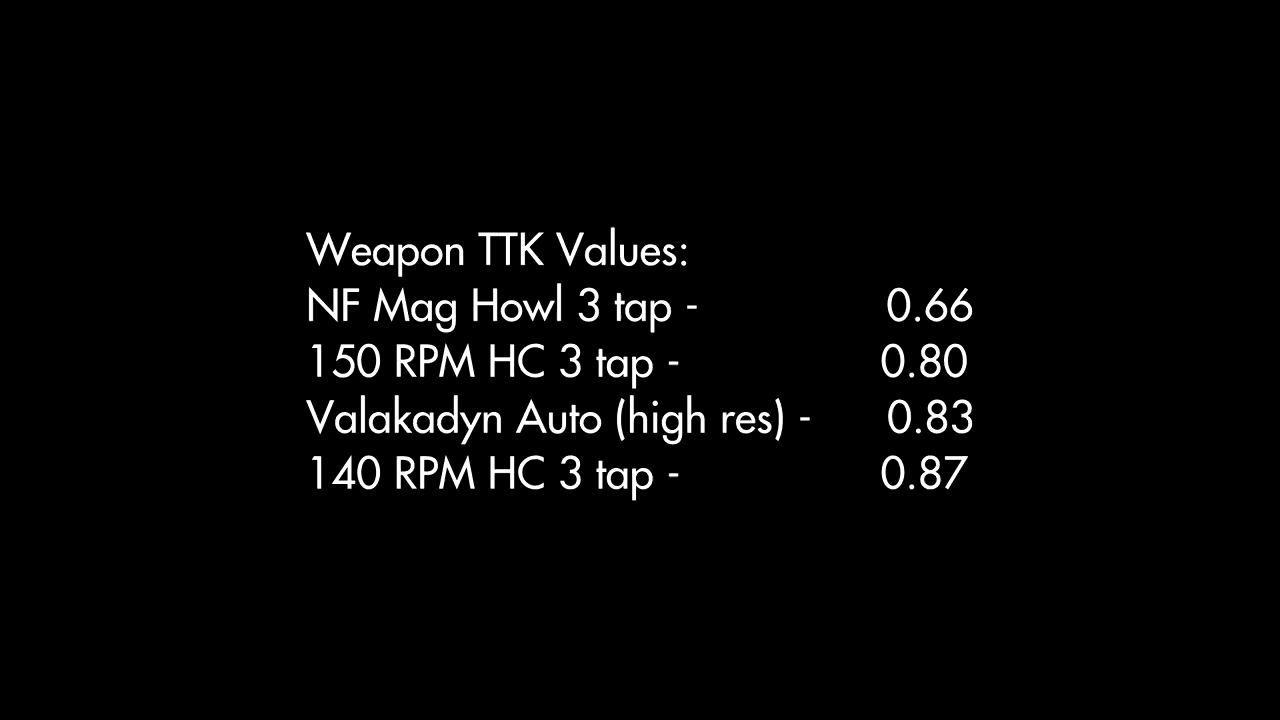 Weapon TTK Values:
NF Mag Howl 3 tap - 0.66
150 RPM HC 3 tap - 0.80
Valakadyn Auto (high res) - 0.83
140 RPM HC 3 tap - 0.87